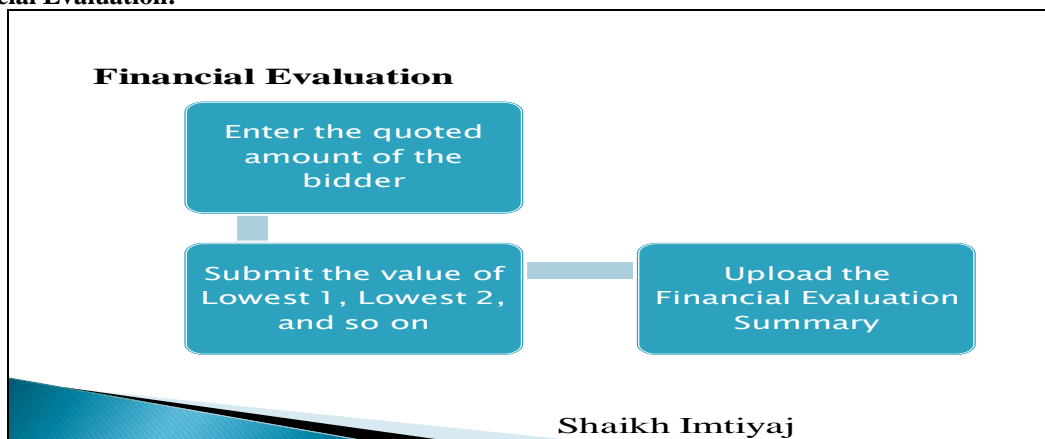 Financial Evaluation
Enter the quoted
amount of the
bidder
Submit the value of
Lowest 1, Lowest 2,
and so on
Upload the
Financial Evaluation
Summary
Shaikh Imtiyaj